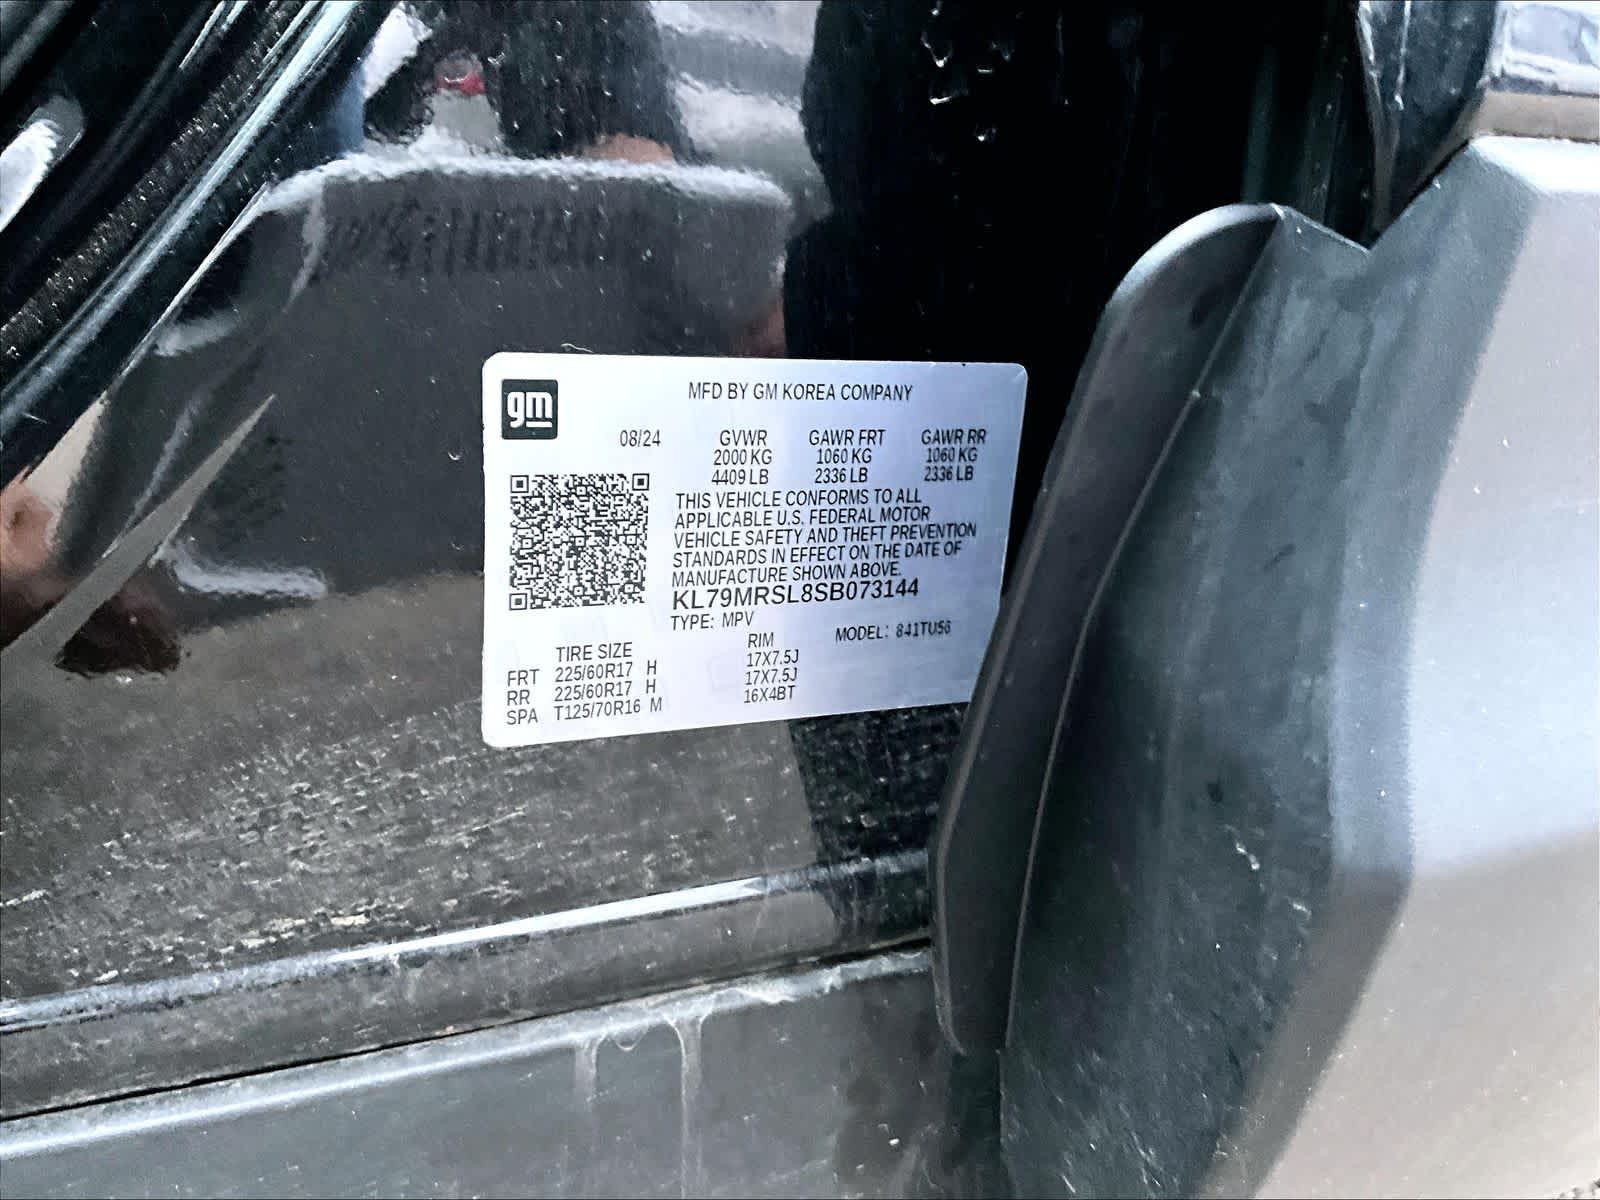 gm
MFD BY GM KOREA COMPANY
08/24 GVWR GAWR FRT GAWR RR
2000 KG 1060 KG 1060 KG
4409 LB 2336 LB 2336 LB
THIS VEHICLE CONFORMS TO ALL
APPLICABLE U.S. FEDERAL MOTOR
VEHICLE SAFETY AND THEFT PREVENTION
STANDARDS IN EFFECT ON THE DATE OF
MANUFACTURE SHOWN ABOVE.
KL79MRSL8SB073144
TYPE: MPV MODEL: 841TU56
TIRE SIZE RIM
FRT 225/60R17 H 17X7.5J
RR 225/60R17 H 17X7.5J
SPA T125/70R16 M 16X4BT